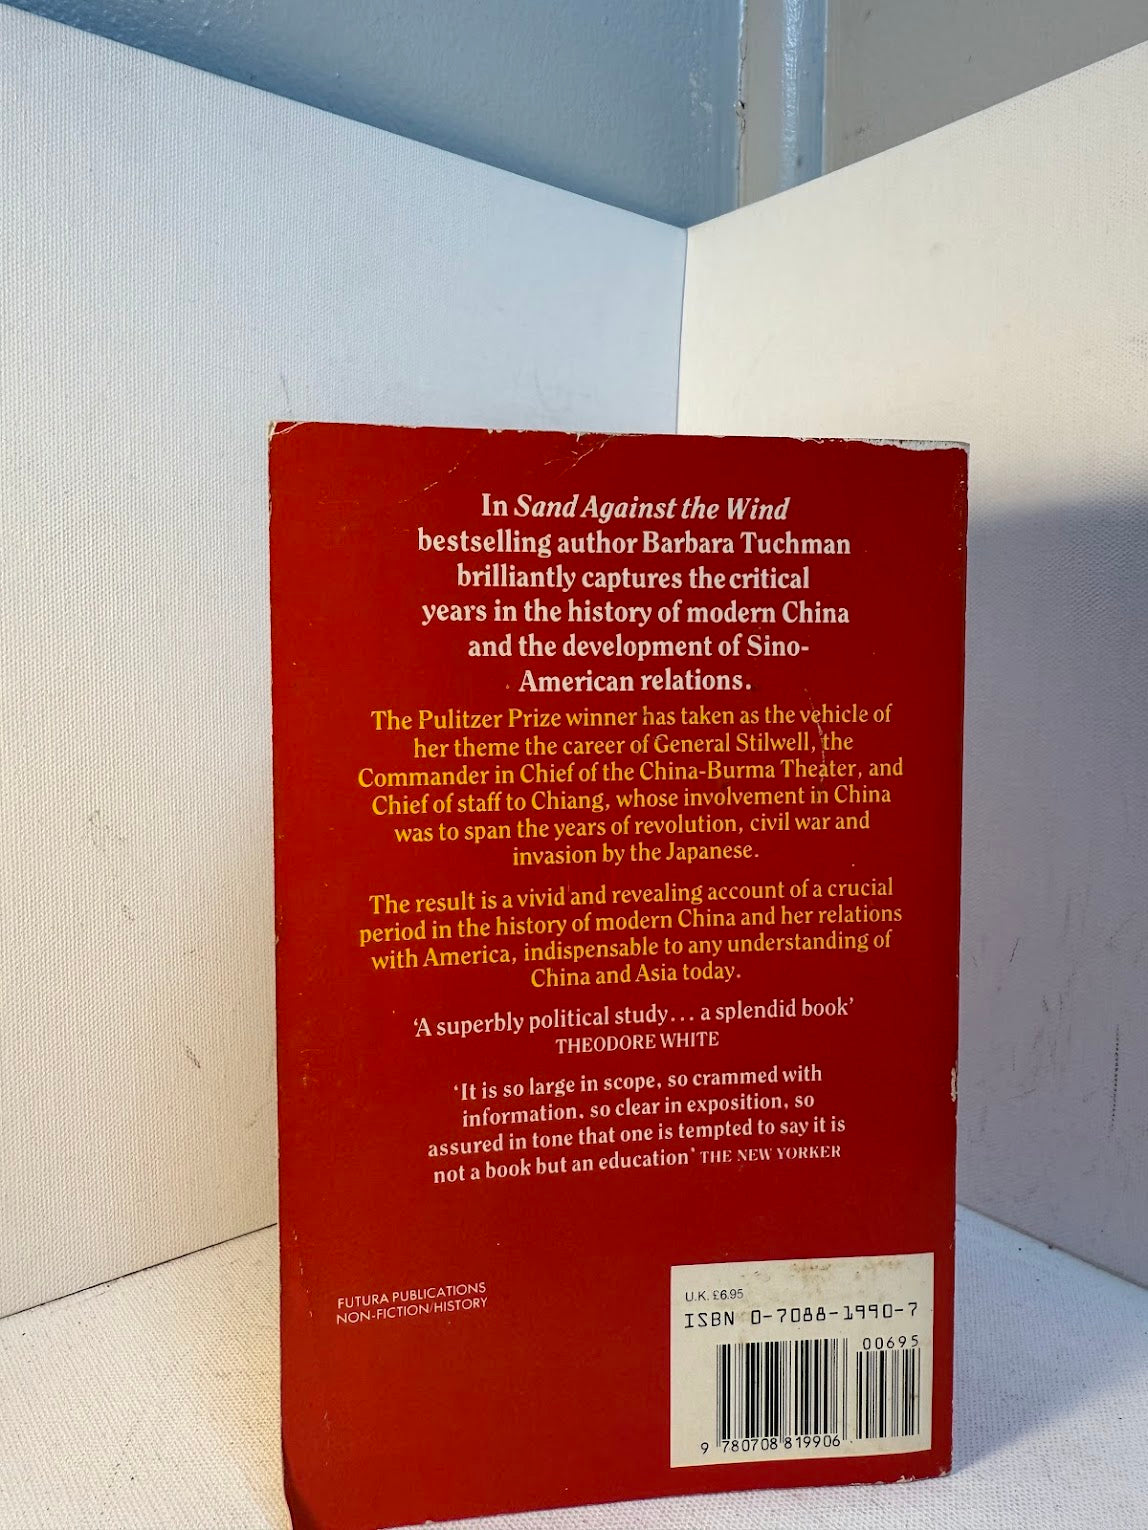 In Sand Against the Wind
bestselling author Barbara Tuchman
brilliantly captures the critical
years in the history of modern China
and the development of Sino-
American relations.
The Pulitzer Prize winner has taken as the vehicle of
her theme the career of General Stilwell, the
Commander in Chief of the China-Burma Theater, and
Chief of staff to Chiang, whose involvement in China
was to span the years of revolution, civil war and
invasion by the Japanese.
The result is a vivid and revealing account of a crucial
period in the history of modern China and her relations
with America, indispensable to any understanding of
China and Asia today.
‘A superbly political study... a splendid book’
THEODORE WHITE
‘It is so large in scope, so crammed with
information, so clear in exposition, so
assured in tone that one is tempted to say it is
not a book but an education’ THE NEW YORKER
FUTURA PUBLICATIONS
NON-FICTION/HISTORY
U.K. £6.95
ISBN 0-7088-1990-7
00695
9 780708 819906